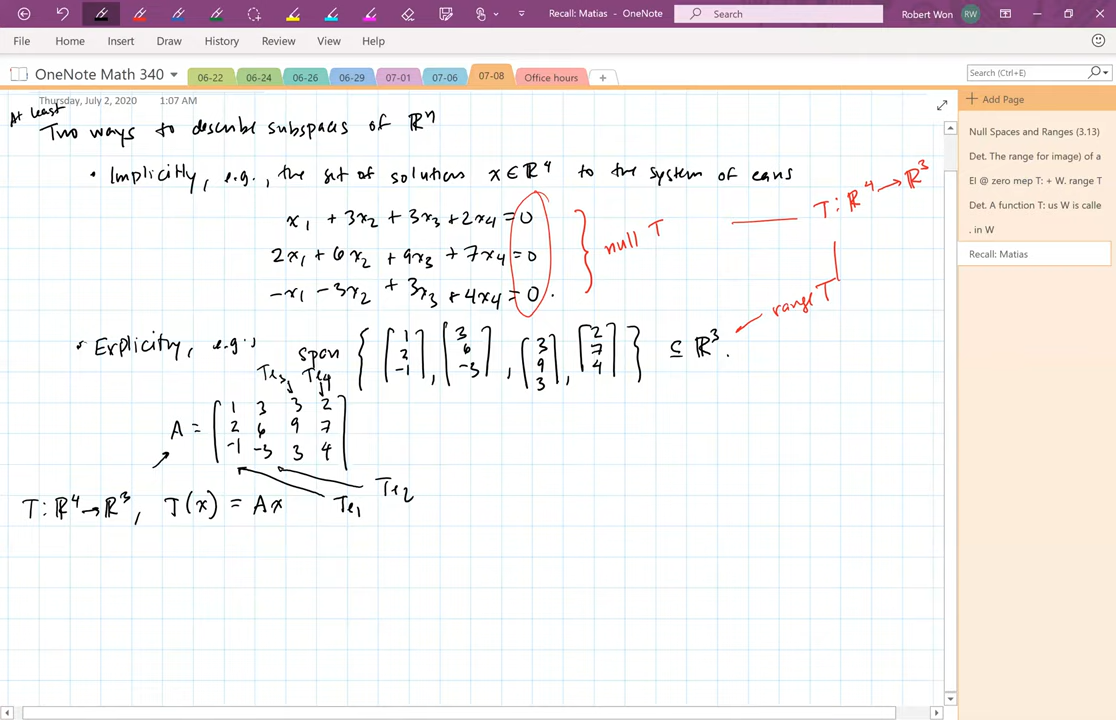 Recall: Matias - OneNote
Search
Robert Won RW
File Home Insert Draw History Review View Help
OneNote Math 340 06-22 06-24 06-26 06-29 07-01 07-06 07-08 Office hours +
Search (Ctrl+E)
Thursday, July 2, 2020 1:07 AM
Add Page
Null Spaces and Ranges (3.13)
Det. The range for image) of a
El @ zero mep T: + W. range T
Det. A function T: us W is calle
. in W
Recall: Matias
At least
Two ways to describe subspaces of ℝⁿ
• Implicitly, e.g., the set of solutions x ∈ ℝ⁴ to the system of eqns
T: ℝ⁴ → ℝ³
x₁ + 3x₂ + 3x₃ + 2x₄ = 0
2x₁ + 6x₂ + 9x₃ + 7x₄ = 0
null T
-x₁ - 3x₂ + 3x₃ + 4x₄ = 0.
range T
• Explicitly, e.g.,
span { [1 2 -1], [3 6 -3], [3 9 3], [2 7 4] } ⊆ ℝ³.
Te₃ Te₄
A = [1 3 3 2
2 6 9 7
-1 -3 3 4]
Te₂
T: ℝ⁴ → ℝ³, T(x) = Ax Te₁